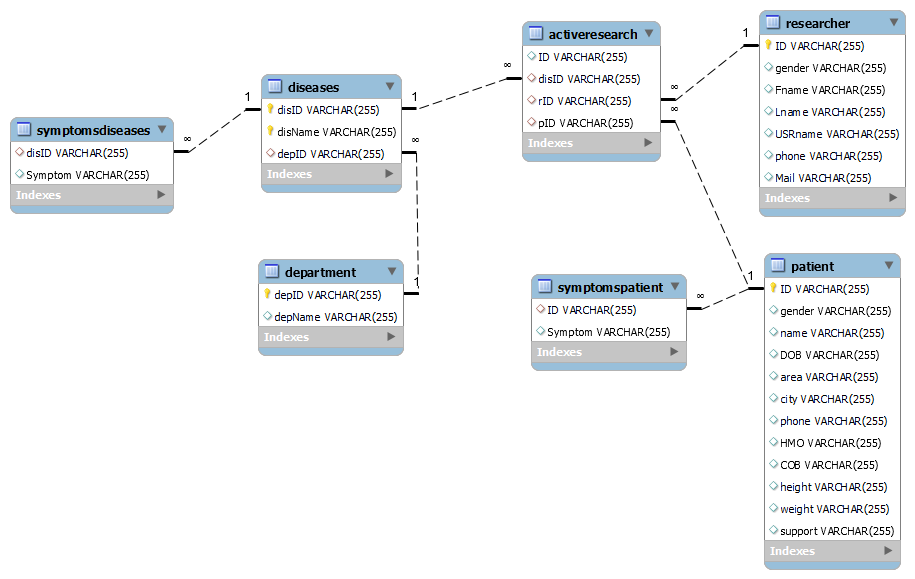 activeresearch
ID VARCHAR(255)
disID VARCHAR(255)
rID VARCHAR(255)
pID VARCHAR(255)
Indexes
researcher
ID VARCHAR(255)
gender VARCHAR(255)
Fname VARCHAR(255)
Lname VARCHAR(255)
USRname VARCHAR(255)
phone VARCHAR(255)
Mail VARCHAR(255)
Indexes
diseases
disID VARCHAR(255)
disName VARCHAR(255)
depID VARCHAR(255)
Indexes
symptomsdiseases
disID VARCHAR(255)
Symptom VARCHAR(255)
Indexes
department
depID VARCHAR(255)
depName VARCHAR(255)
Indexes
symptomspatient
ID VARCHAR(255)
Symptom VARCHAR(255)
Indexes
patient
ID VARCHAR(255)
gender VARCHAR(255)
name VARCHAR(255)
DOB VARCHAR(255)
area VARCHAR(255)
city VARCHAR(255)
phone VARCHAR(255)
HMO VARCHAR(255)
COB VARCHAR(255)
height VARCHAR(255)
weight VARCHAR(255)
support VARCHAR(255)
Indexes
1
∞
1
∞
∞
1
∞
∞
1
1
∞